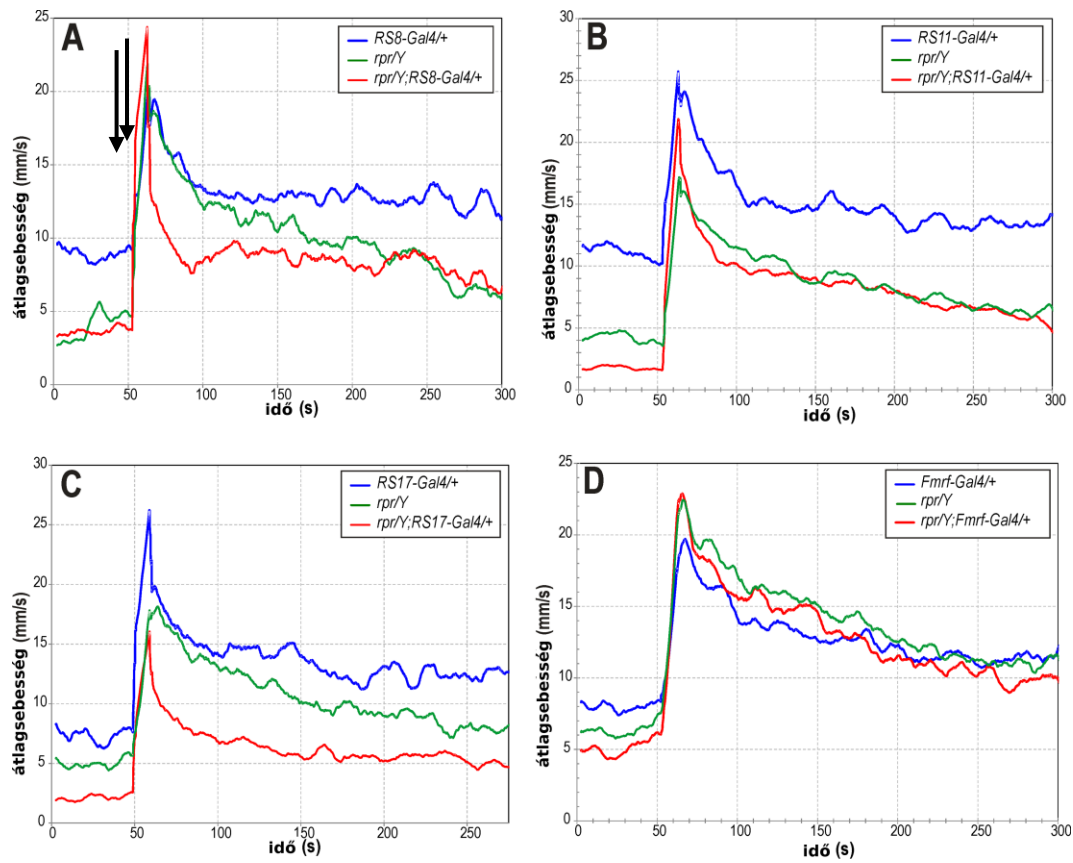 A
RS8-Gal4/+
rpr/Y
rpr/Y;RS8-Gal4/+
átlagsebesség (mm/s)
25
20
15
10
5
0
0 50 100 150 200 250 300
idő (s)
B
RS11-Gal4/+
rpr/Y
rpr/Y;RS11-Gal4/+
átlagsebesség (mm/s)
30
25
20
15
10
5
0
0 50 100 150 200 250 300
idő (s)
C
RS17-Gal4/+
rpr/Y
rpr/Y;RS17-Gal4/+
átlagsebesség (mm/s)
30
25
20
15
10
5
0
0 50 100 150 200 250
idő (s)
D
Fmrf-Gal4/+
rpr/Y
rpr/Y;Fmrf-Gal4/+
átlagsebesség (mm/s)
25
20
15
10
5
0
0 50 100 150 200 250 300
idő (s)